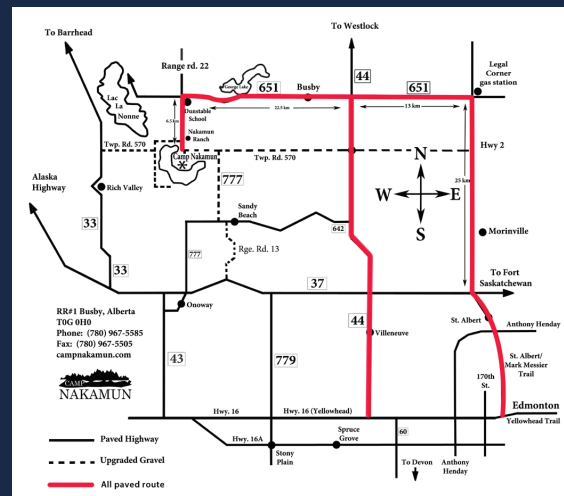 To Barrhead
Range rd. 22
To Westlock
Legal
Corner
gas station
44
651
651
George Lake
Busby
Lac
La
Nonne
Dunstable
School
6.5 km
22.5 km
13 km
Nakamun
Ranch
Twp. Rd. 570
Camp Nakamun
Twp. Rd. 570
Hwy 2
N
W
E
S
25 km
Alaska
Highway
Rich Valley
777
33
Sandy
Beach
642
Morinville
777
Rge. Rd. 13
33
37
To Fort
Saskatchewan
Onoway
RR#1 Busby, Alberta
T0G 0H0
Phone: (780) 967-5585
Fax: (780) 967-5505
campnakamun.com
CAMP
NAKAMUN
43
779
44
Villeneuve
St. Albert
Anthony Henday
St. Albert/
Mark Messier
Trail
170th
St.
Edmonton
Hwy. 16
Hwy. 16 (Yellowhead)
Yellowhead Trail
Hwy. 16A
Stony
Plain
Spruce
Grove
60
To Devon
Anthony
Henday
Paved Highway
Upgraded Gravel
All paved route